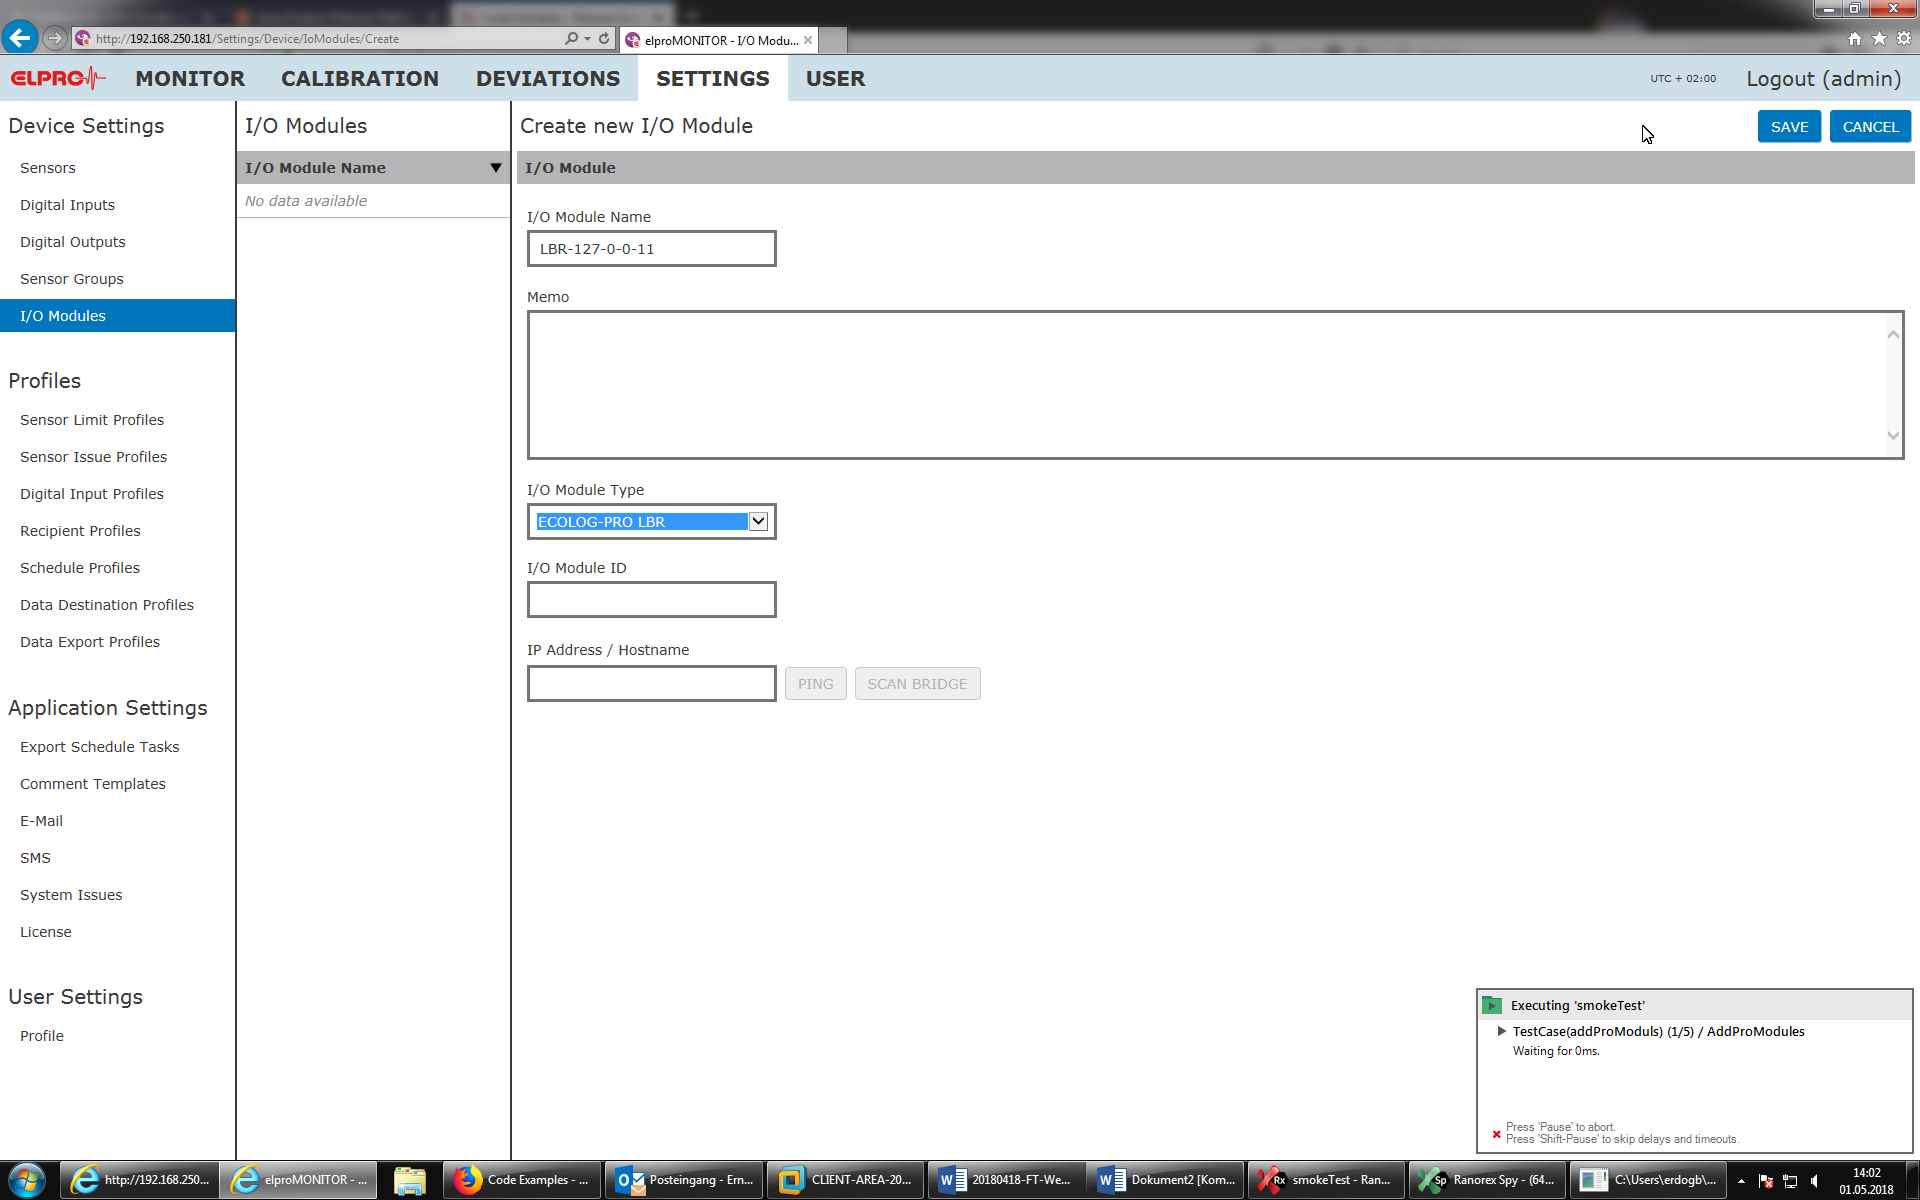 http://192.168.250.181/Settings/Device/IoModules/Create
elproMONITOR - I/O Modu...
ELPRO
MONITOR
CALIBRATION
DEVIATIONS
SETTINGS
USER
UTC + 02:00
Logout (admin)
Device Settings
Sensors
Digital Inputs
Digital Outputs
Sensor Groups
I/O Modules
Profiles
Sensor Limit Profiles
Sensor Issue Profiles
Digital Input Profiles
Recipient Profiles
Schedule Profiles
Data Destination Profiles
Data Export Profiles
Application Settings
Export Schedule Tasks
Comment Templates
E-Mail
SMS
System Issues
License
User Settings
Profile
I/O Modules
I/O Module Name
No data available
Create new I/O Module
SAVE
CANCEL
I/O Module
I/O Module Name
LBR-127-0-0-11
Memo
I/O Module Type
ECOLOG-PRO LBR
I/O Module ID
IP Address / Hostname
PING
SCAN BRIDGE
Executing 'smokeTest'
TestCase(addProModuls) (1/5) / AddProModules
Waiting for 0ms.
Press 'Pause' to abort.
Press 'Shift-Pause' to skip delays and timeouts.
http://192.168.250...
elproMONITOR - ...
Code Examples - ...
Posteingang - Ern...
CLIENT-AREA-20...
20180418-FT-We...
Dokument2 [Kom...
smokeTest - Ran...
Ranorex Spy - (64...
C:\Users\erdogb\...
14:02
01.05.2018